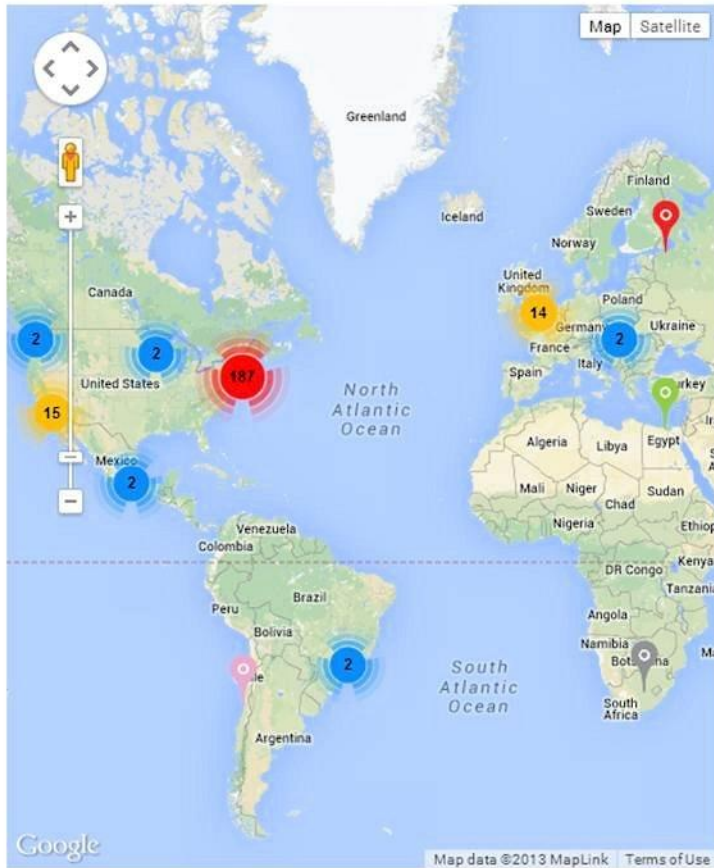 Map Satellite
Greenland
Finland
Iceland
Sweden
Norway
United
Kingdom
Canada
Poland
14
Germany
2
2
2
Ukraine
France
187
Italy
United States
Spain
North
Atlantic
Ocean
15
Algeria
Libya
Egypt
Mexico
2
Mali
Niger
Sudan
Chad
Venezuela
Nigeria
Colombia
DR Congo
Kenya
Brazil
Peru
Angola
Bolivia
Namibia
2
South
Atlantic
Ocean
South
Africa
Argentina
Google
Map data ©2013 MapLink Terms of Use